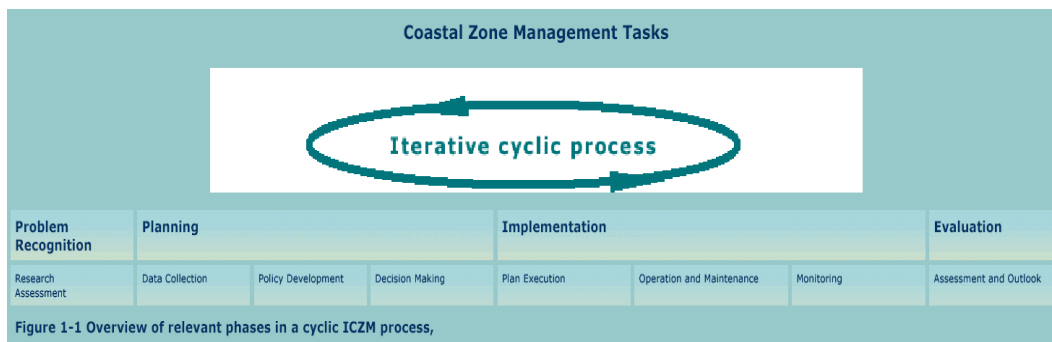 Coastal Zone Management Tasks
Iterative cyclic process
Problem
Recognition
Planning
Implementation
Evaluation
Research
Assessment
Data Collection
Policy Development
Decision Making
Plan Execution
Operation and Maintenance
Monitoring
Assessment and Outlook
Figure 1-1 Overview of relevant phases in a cyclic ICZM process,